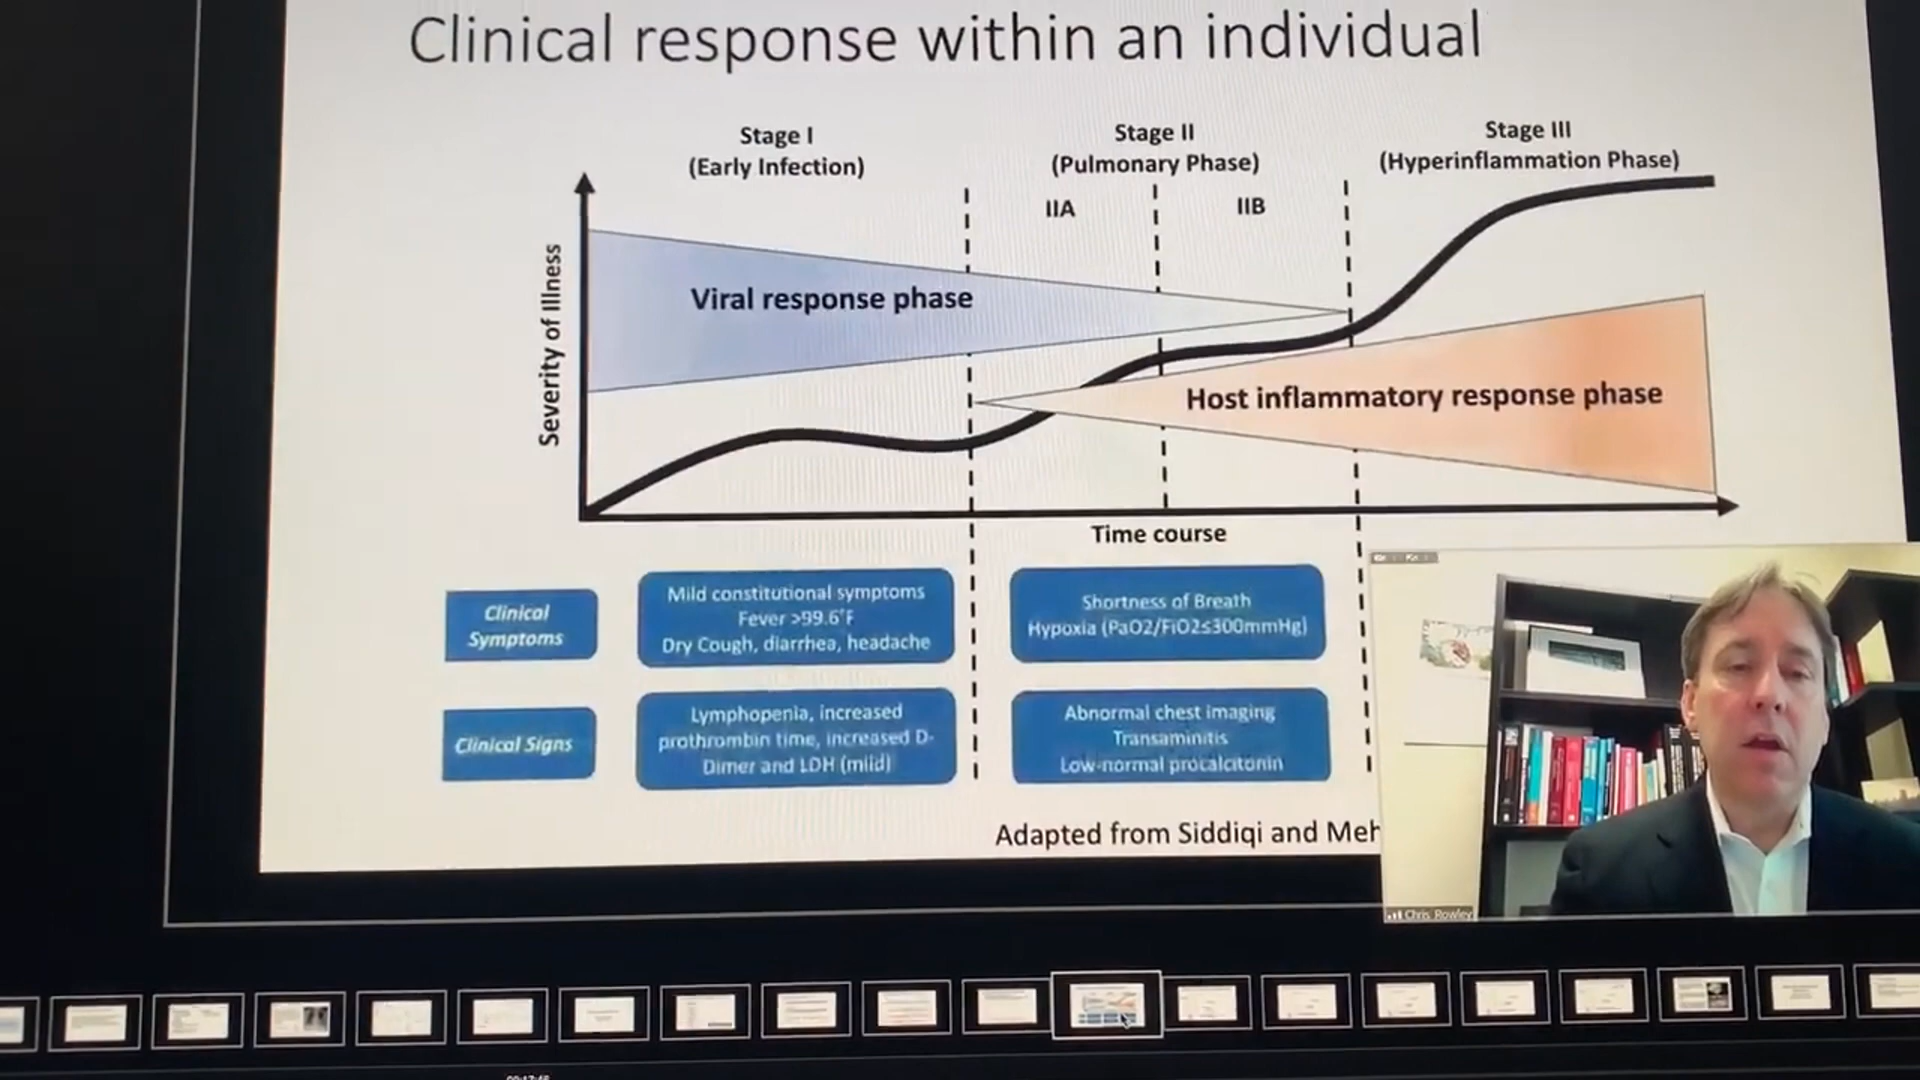 Clinical response within an individual
Stage I
(Early Infection)
Stage II
(Pulmonary Phase)
Stage III
(Hyperinflammation Phase)
IIA
IIB
Severity of Illness
Viral response phase
Host inflammatory response phase
Time course
Clinical
Symptoms
Mild constitutional symptoms
Fever >99.6°F
Dry Cough, diarrhea, headache
Shortness of Breath
Hypoxia (PaO2/FiO2≤300mmHg)
Clinical Signs
Lymphopenia, increased
prothrombin time, increased D-
Dimer and LDH (mild)
Abnormal chest imaging
Transaminitis
Low-normal procalcitonin
Adapted from Siddiqi and Meh
Chris Rowley